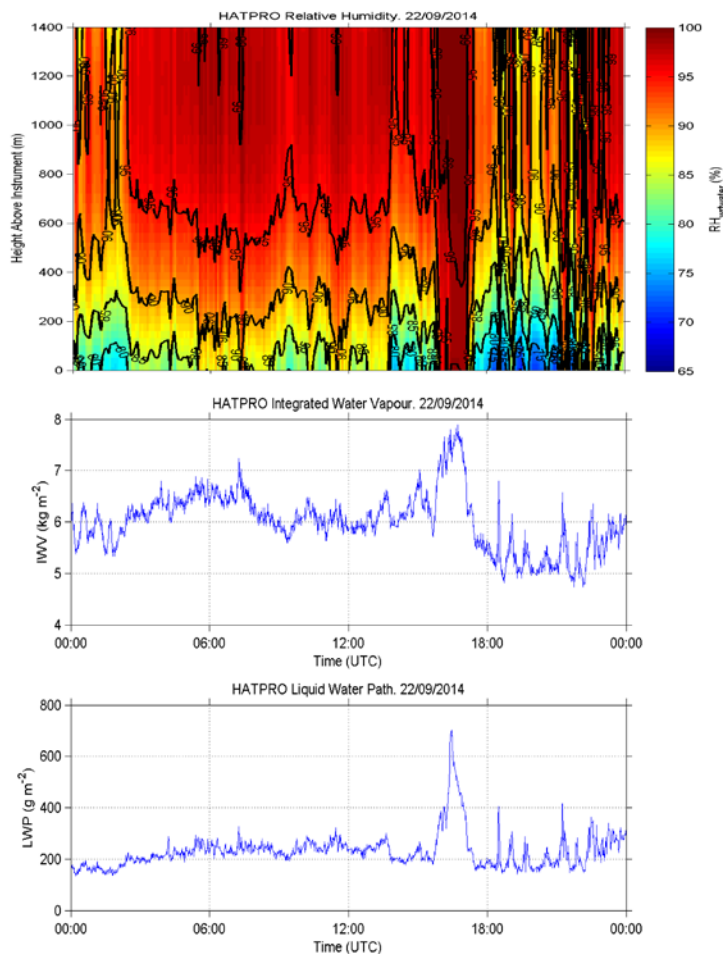 HATPRO Relative Humidity. 22/09/2014
1400
1200
1000
800
600
400
200
0
Height Above Instrument (m)
100
95
90
85
80
75
70
65
RHwrtwater (%)
HATPRO Integrated Water Vapour. 22/09/2014
8
7
6
5
4
IWV (kg m-2)
00:00 06:00 12:00 18:00 00:00
Time (UTC)
HATPRO Liquid Water Path. 22/09/2014
800
600
400
200
0
LWP (g m-2)
00:00 06:00 12:00 18:00 00:00
Time (UTC)